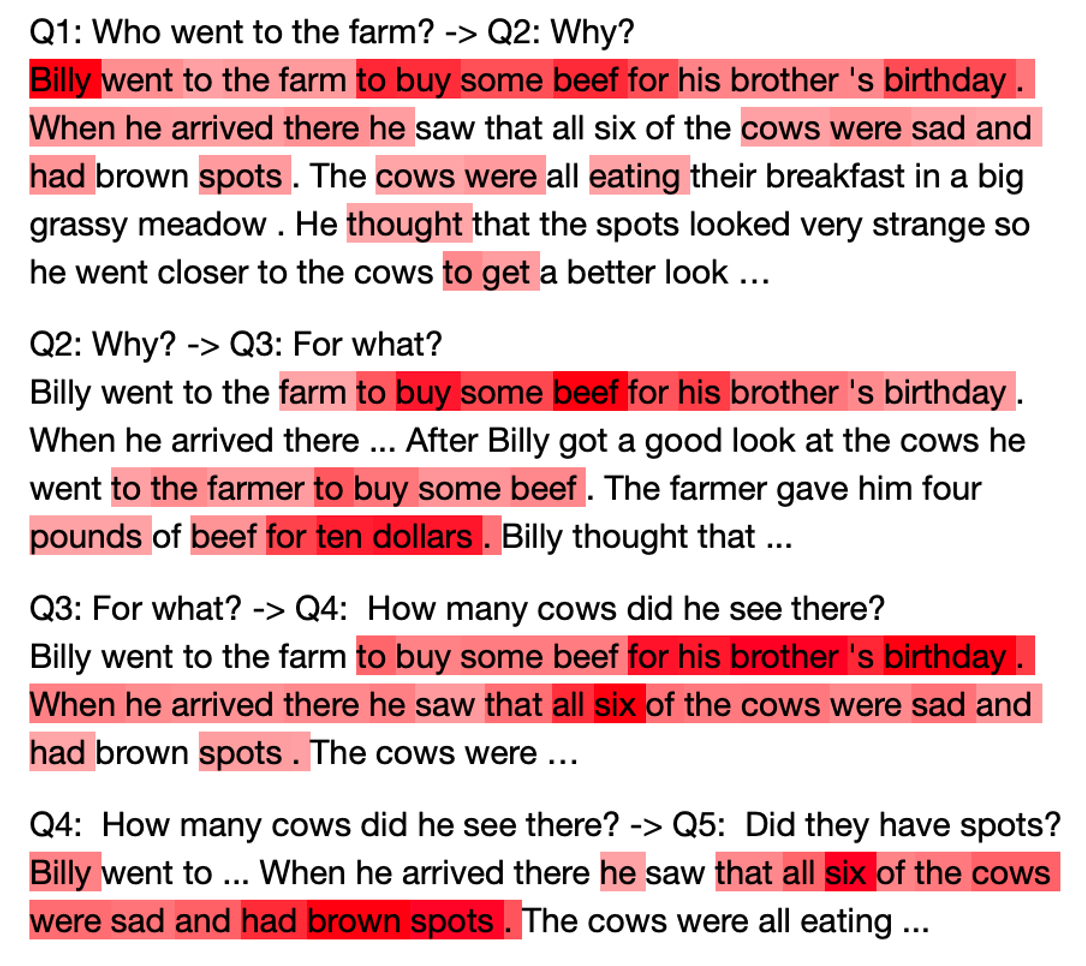 Q1: Who went to the farm? -> Q2: Why?
Billy went to the farm to buy some beef for his brother 's birthday .
When he arrived there he saw that all six of the cows were sad and
had brown spots . The cows were all eating their breakfast in a big
grassy meadow . He thought that the spots looked very strange so
he went closer to the cows to get a better look ...
Q2: Why? -> Q3: For what?
Billy went to the farm to buy some beef for his brother 's birthday .
When he arrived there ... After Billy got a good look at the cows he
went to the farmer to buy some beef . The farmer gave him four
pounds of beef for ten dollars . Billy thought that ...
Q3: For what? -> Q4:  How many cows did he see there?
Billy went to the farm to buy some beef for his brother 's birthday .
When he arrived there he saw that all six of the cows were sad and
had brown spots . The cows were ...
Q4:  How many cows did he see there? -> Q5:  Did they have spots?
Billy went to ... When he arrived there he saw that all six of the cows
were sad and had brown spots . The cows were all eating ...